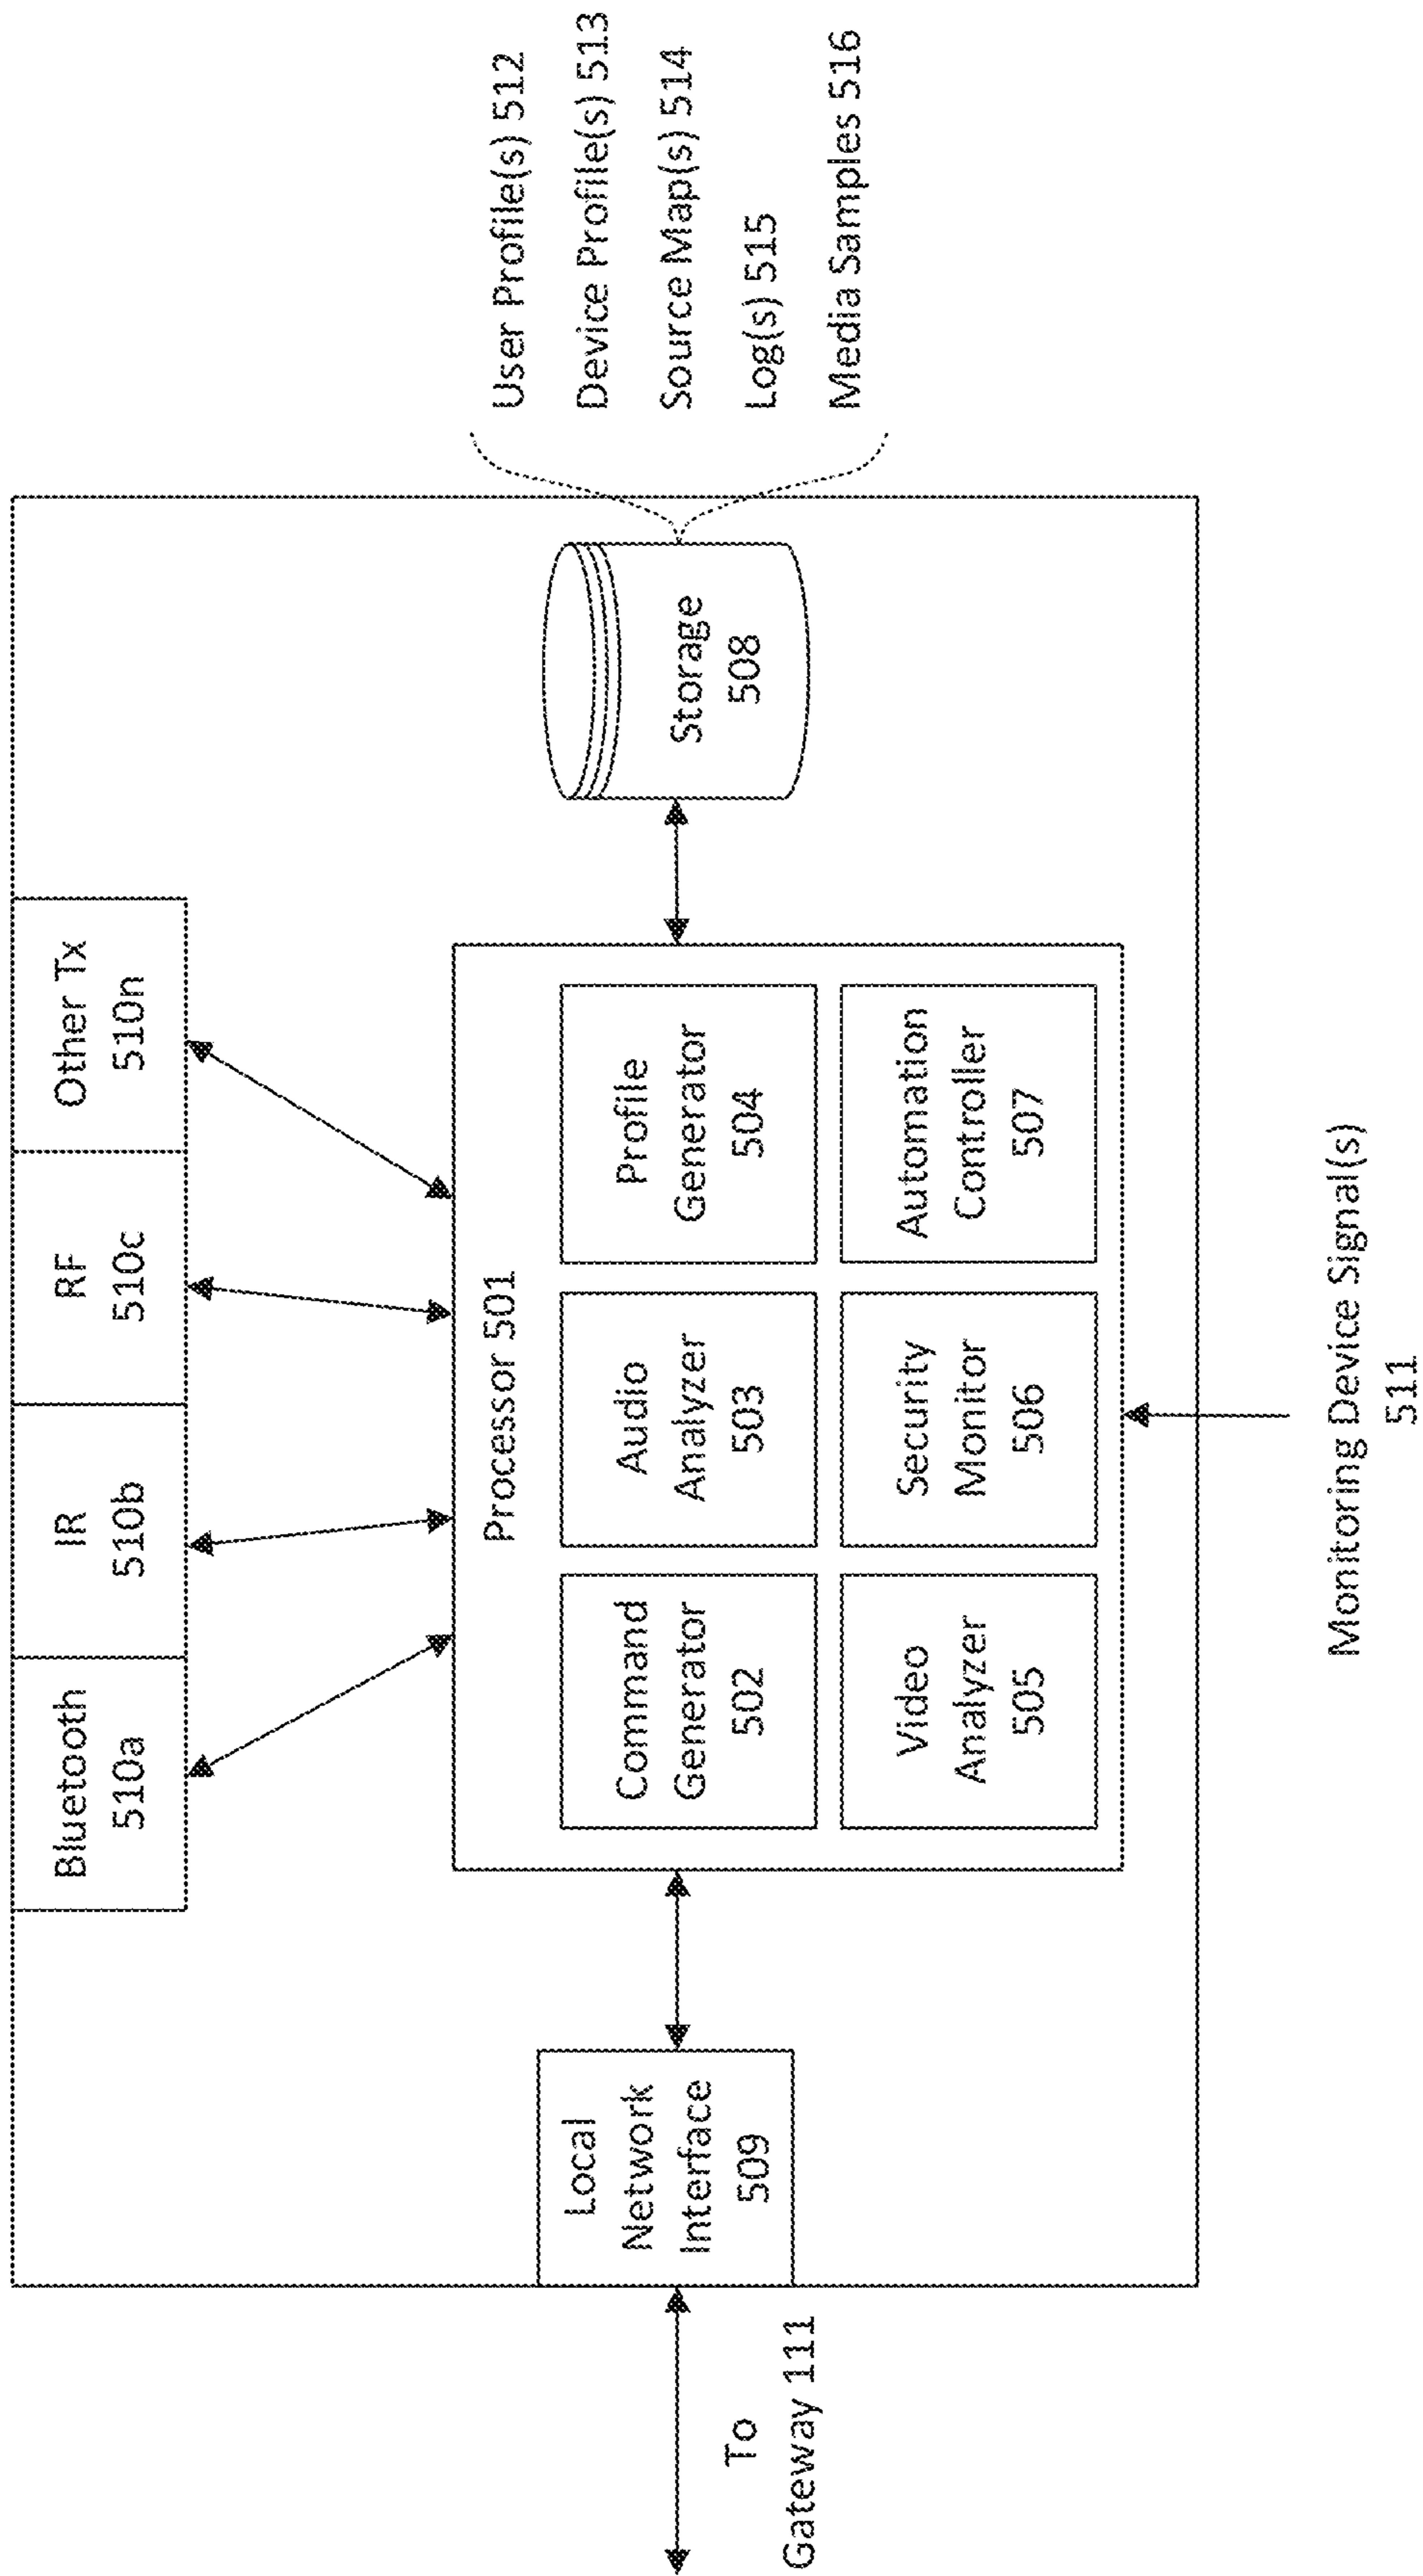 Bluetooth
510a
IR
510b
RF
510c
Other Tx
510n
Processor 501
Command
Generator
502
Audio
Analyzer
503
Profile
Generator
504
Video
Analyzer
505
Security
Monitor
506
Automation
Controller
507
Local
Network
Interface
509
To
Gateway 111
Storage
508
User Profile(s) 512
Device Profile(s) 513
Source Map(s) 514
Log(s) 515
Media Samples 516
Monitoring Device Signal(s)
511